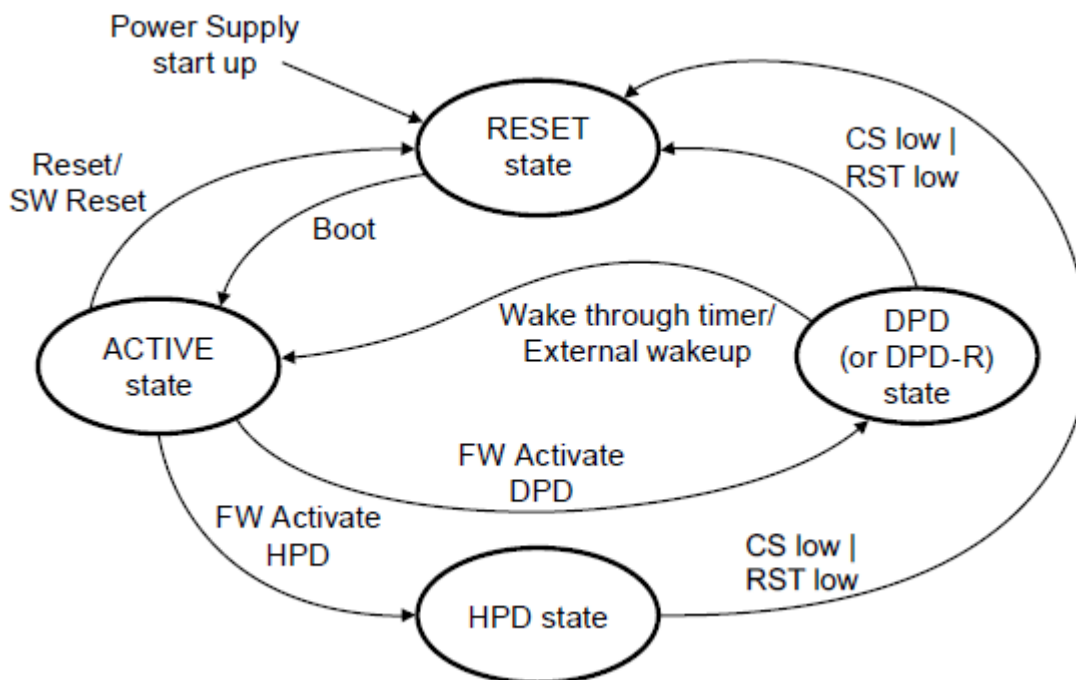 Power Supply
start up
RESET
state
CS low |
RST low
Reset/
SW Reset
Boot
Wake through timer/
External wakeup
DPD
(or DPD-R)
state
ACTIVE
state
FW Activate
DPD
FW Activate
HPD
CS low |
RST low
HPD state